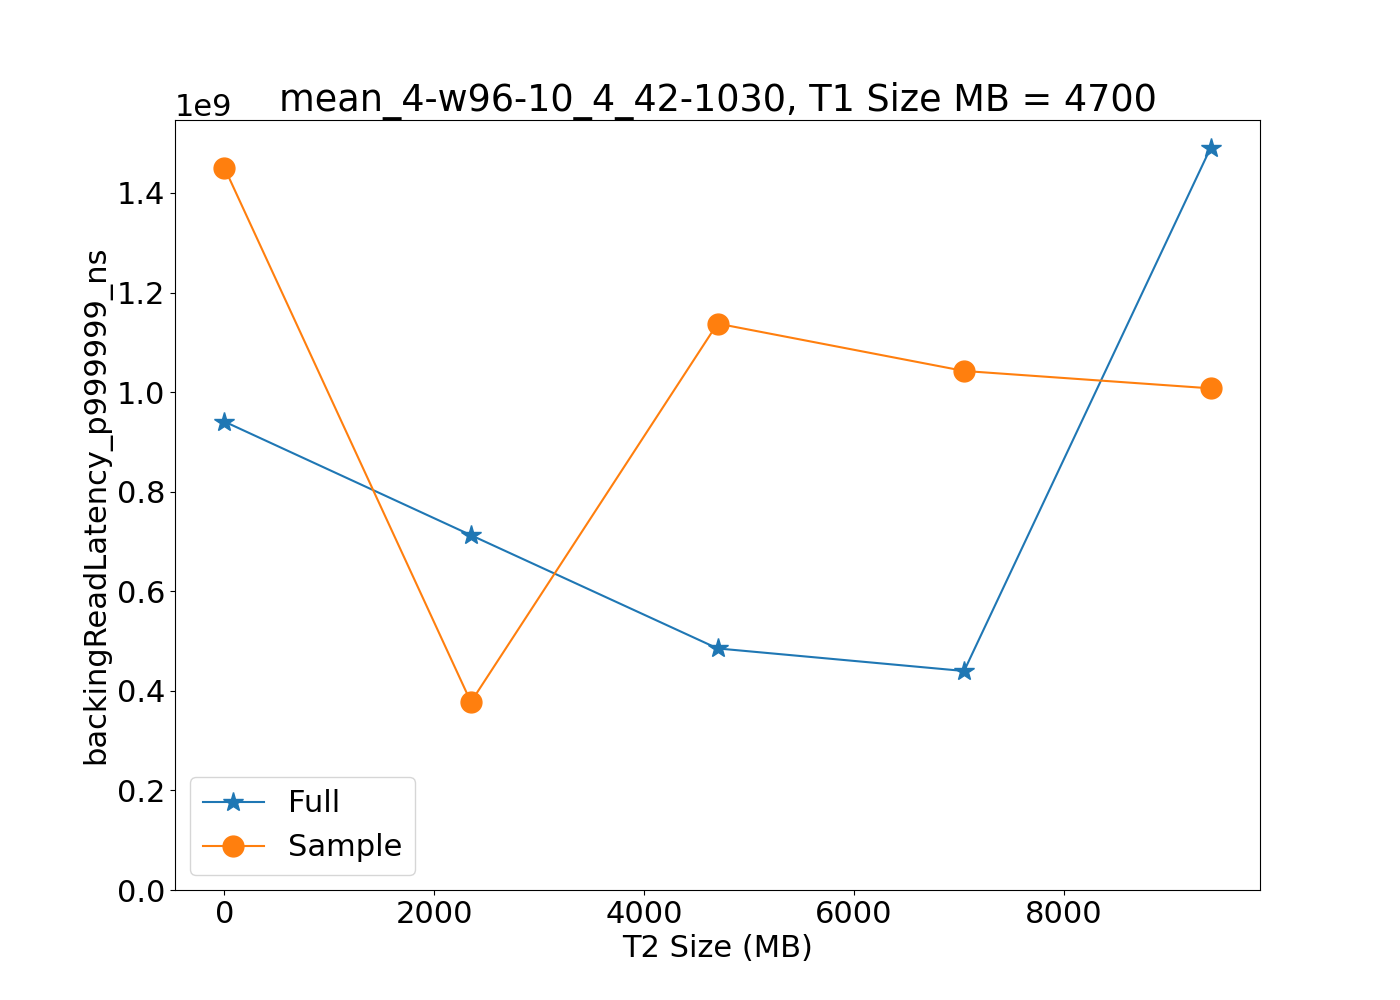 mean_4-w96-10_4_42-1030, T1 Size MB = 4700
1e9
1.4
1.2
1.0
0.8
0.6
0.4
0.2
0.0
backingReadLatency_p999999_ns
Full
Sample
0 2000 4000 6000 8000
T2 Size (MB)